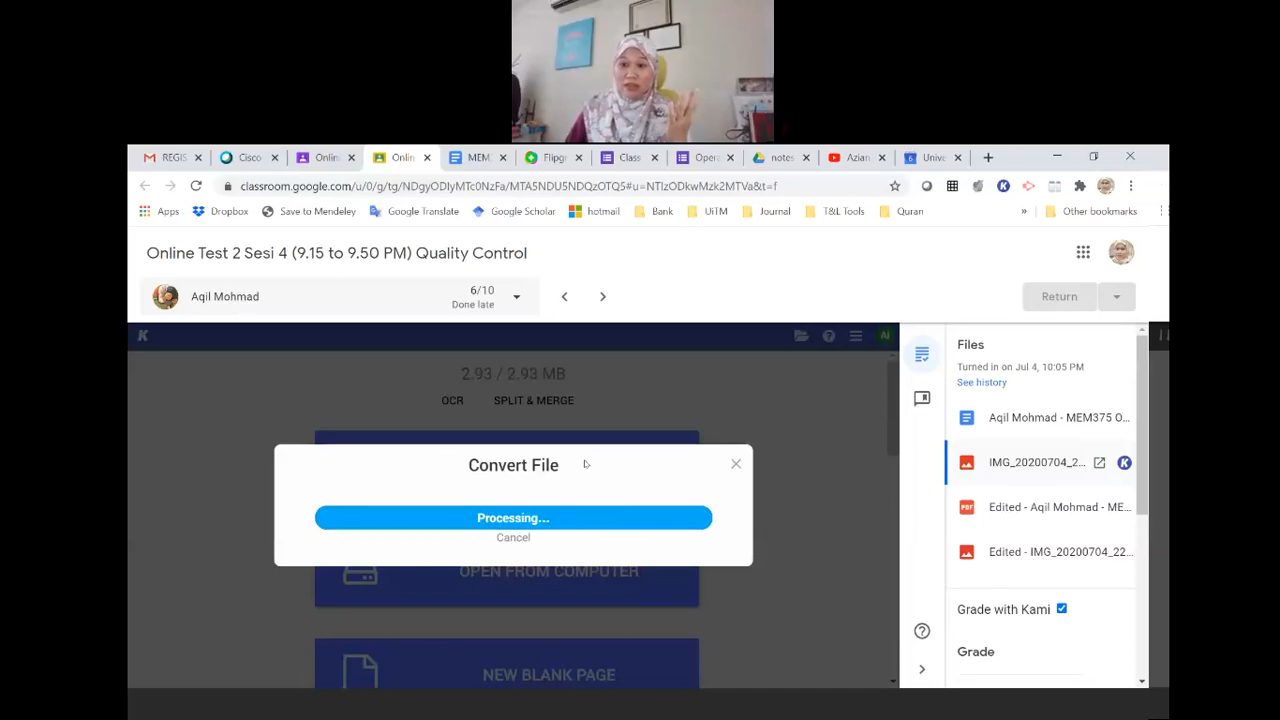 REGIS
Cisco
Onlin
Onlin
MEM
Flipgr
Class
Opera
notes
Azian
Unive
classroom.google.com/u/0/g/tg/NDgyODIyMTc0NzFa/MTA5NDU5NDQzOTQ5#u=NTIzODkwMzk2MTVa&t=f
Apps
Dropbox
Save to Mendeley
Google Translate
Google Scholar
hotmail
Bank
UiTM
Journal
T&L Tools
Quran
»
Other bookmarks
Online Test 2 Sesi 4 (9.15 to 9.50 PM) Quality Control
Aqil Mohmad
6/10
Done late
Return
K
AI
2.93 / 2.93 MB
OCR SPLIT & MERGE
Convert File
Processing...
Cancel
OPEN FROM COMPUTER
NEW BLANK PAGE
Files
Turned in on Jul 4, 10:05 PM
See history
Aqil Mohmad - MEM375 O...
IMG_20200704_2...
K
PDF
Edited - Aqil Mohmad - ME...
Edited - IMG_20200704_22...
Grade with Kami
Grade